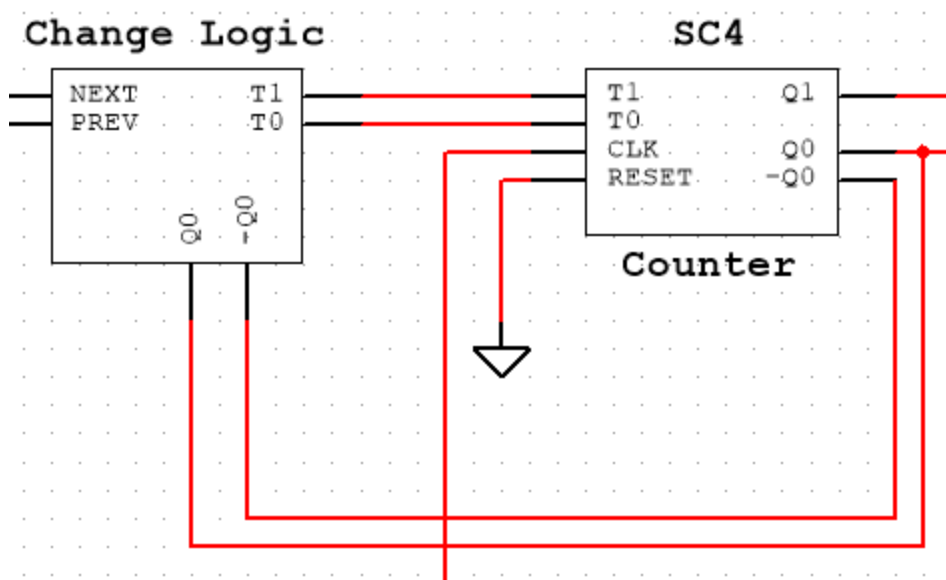 Change Logic
SC4
NEXT
T1
PREV
T0
Q0
-Q0
T1
Q1
T0
CLK
Q0
RESET
-Q0
Counter